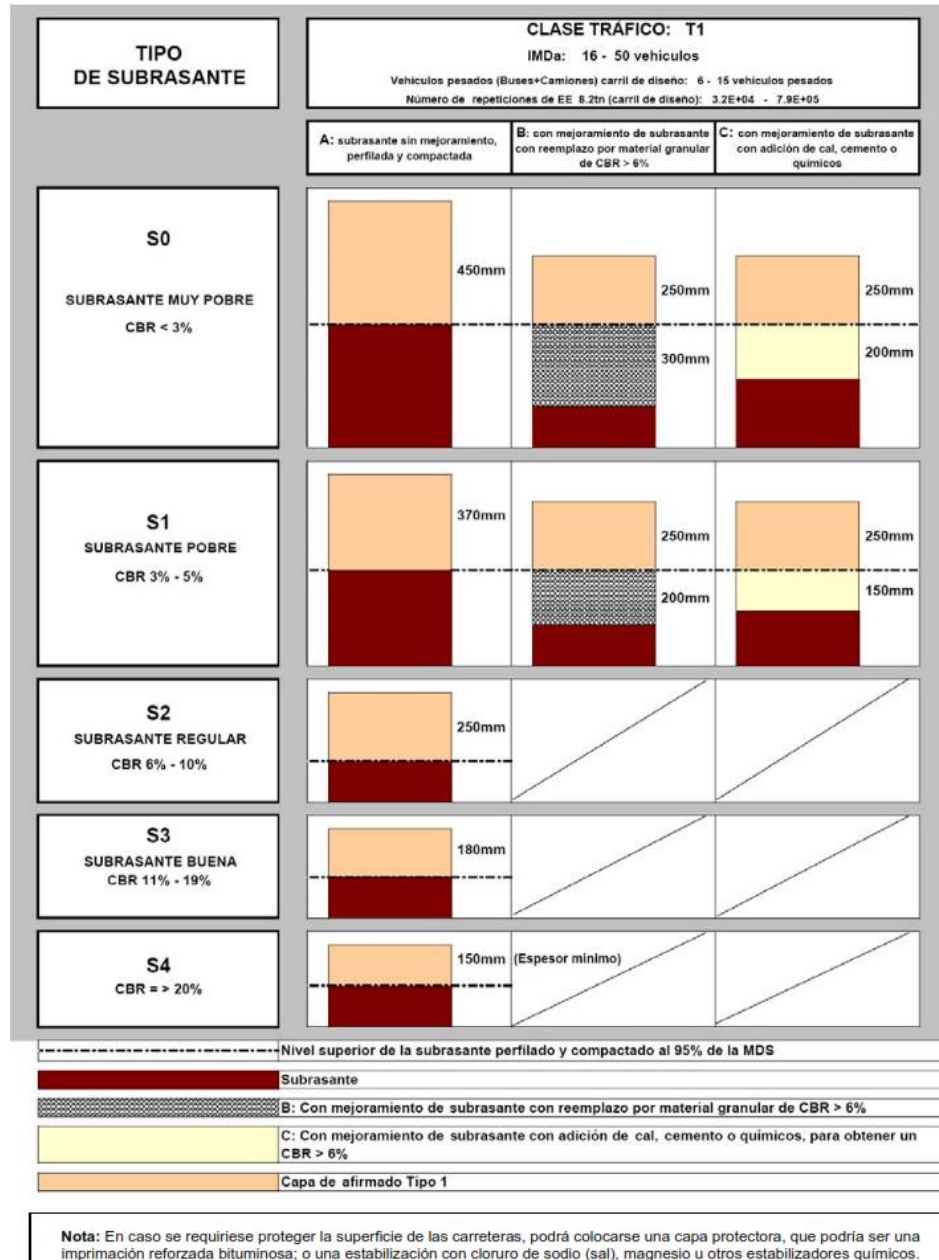 TIPO
DE SUBRASANTE
CLASE TRÁFICO: T1
IMDa: 16 - 50 vehículos
Vehículos pesados (Buses+Camiones) carril de diseño: 6 - 15 vehículos pesados
Número de repeticiones de EE 8.2tn (carril de diseño): 3.2E+04 - 7.9E+05
A: subrasante sin mejoramiento,
perfilada y compactada
B: con mejoramiento de subrasante
con reemplazo por material granular
de CBR > 6%
C: con mejoramiento de subrasante
con adición de cal, cemento o
químicos
S0
SUBRASANTE MUY POBRE
CBR < 3%
450mm
250mm
300mm
250mm
200mm
S1
SUBRASANTE POBRE
CBR 3% - 5%
370mm
250mm
200mm
250mm
150mm
S2
SUBRASANTE REGULAR
CBR 6% - 10%
250mm
S3
SUBRASANTE BUENA
CBR 11% - 19%
180mm
S4
CBR = > 20%
150mm (Espesor mínimo)
Nivel superior de la subrasante perfilado y compactado al 95% de la MDS
Subrasante
B: Con mejoramiento de subrasante con reemplazo por material granular de CBR > 6%
C: Con mejoramiento de subrasante con adición de cal, cemento o químicos, para obtener un
CBR > 6%
Capa de afirmado Tipo 1
Nota: En caso se requiriese proteger la superficie de las carreteras, podrá colocarse una capa protectora, que podría ser una
imprimación reforzada bituminosa; o una estabilización con cloruro de sodio (sal), magnesio u otros estabilizadores químicos.